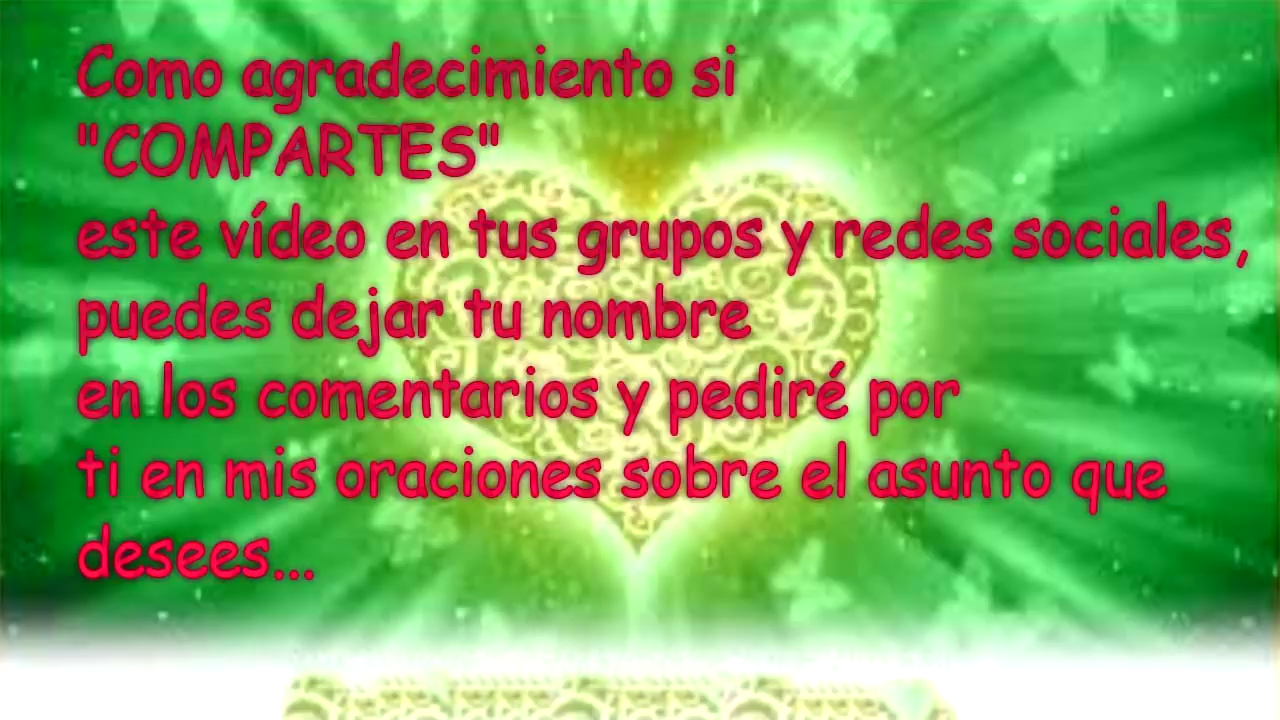 Como agradecimiento si
"COMPARTES"
este vídeo en tus grupos y redes sociales,
puedes dejar tu nombre
en los comentarios y pediré por
ti en mis oraciones sobre el asunto que
desees...